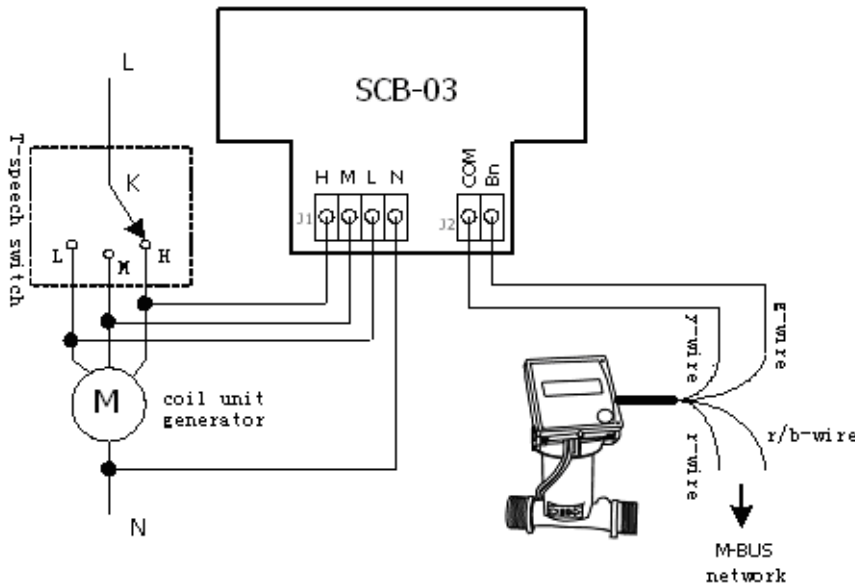 SCB-03
L
T-speech switch
K
H M L N
COM
Bn
J1
J2
L
M
H
M
coil unit
generator
N
y-wire
g-wire
r-wire
r/b-wire
M-BUS
network